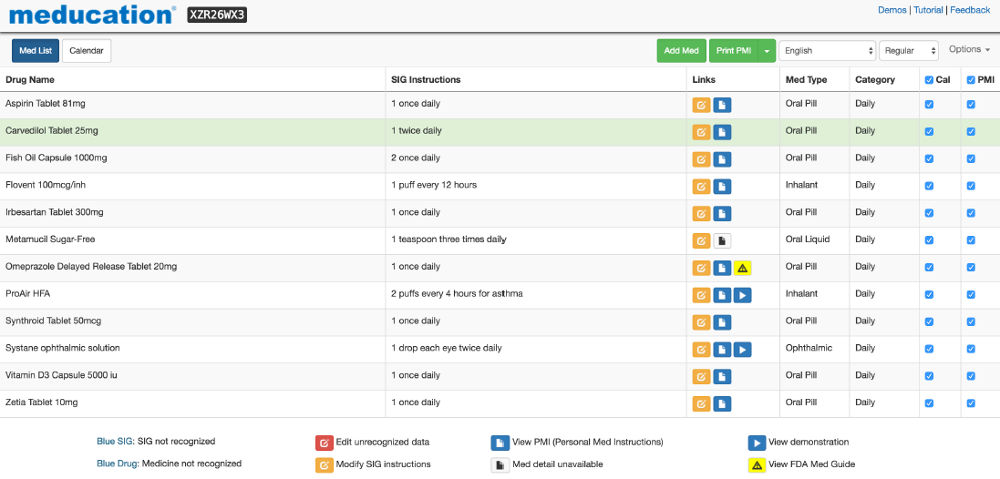 meducation® XZR26WX3 Demos | Tutorial | Feedback
Med List Calendar Add Med Print PMI English Regular Options
Drug Name SIG Instructions Links Med Type Category Cal PMI
Aspirin Tablet 81mg 1 once daily Oral Pill Daily
Carvedilol Tablet 25mg 1 twice daily Oral Pill Daily
Fish Oil Capsule 1000mg 2 once daily Oral Pill Daily
Flovent 100mcg/inh 1 puff every 12 hours Inhalant Daily
Irbesartan Tablet 300mg 1 once daily Oral Pill Daily
Metamucil Sugar-Free 1 teaspoon three times daily Oral Liquid Daily
Omeprazole Delayed Release Tablet 20mg 1 once daily Oral Pill Daily
ProAir HFA 2 puffs every 4 hours for asthma Inhalant Daily
Synthroid Tablet 50mcg 1 once daily Oral Pill Daily
Systane ophthalmic solution 1 drop each eye twice daily Ophthalmic Daily
Vitamin D3 Capsule 5000 iu 1 once daily Oral Pill Daily
Zetia Tablet 10mg 1 once daily Oral Pill Daily
Blue SIG: SIG not recognized Edit unrecognized data View PMI (Personal Med Instructions) View demonstration
Blue Drug: Medicine not recognized Modify SIG instructions Med detail unavailable View FDA Med Guide